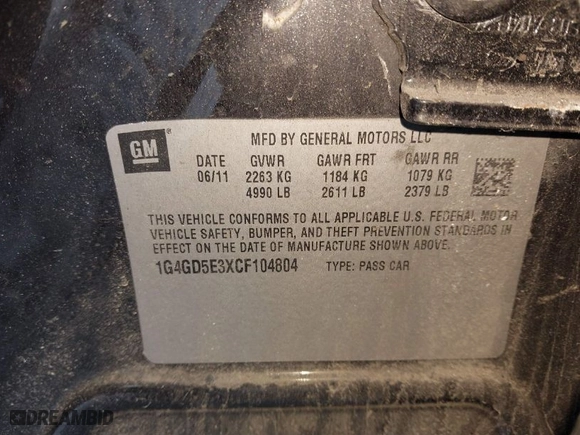 GM
MFD BY GENERAL MOTORS LLC
DATE GVWR GAWR FRT GAWR RR
06/11 2263 KG 1184 KG 1079 KG
4990 LB 2611 LB 2379 LB
THIS VEHICLE CONFORMS TO ALL APPLICABLE U.S. FEDERAL MOTOR
VEHICLE SAFETY, BUMPER, AND THEFT PREVENTION STANDARDS IN
EFFECT ON THE DATE OF MANUFACTURE SHOWN ABOVE.
1G4GD5E3XCF104804 TYPE: PASS CAR
DREAMBID